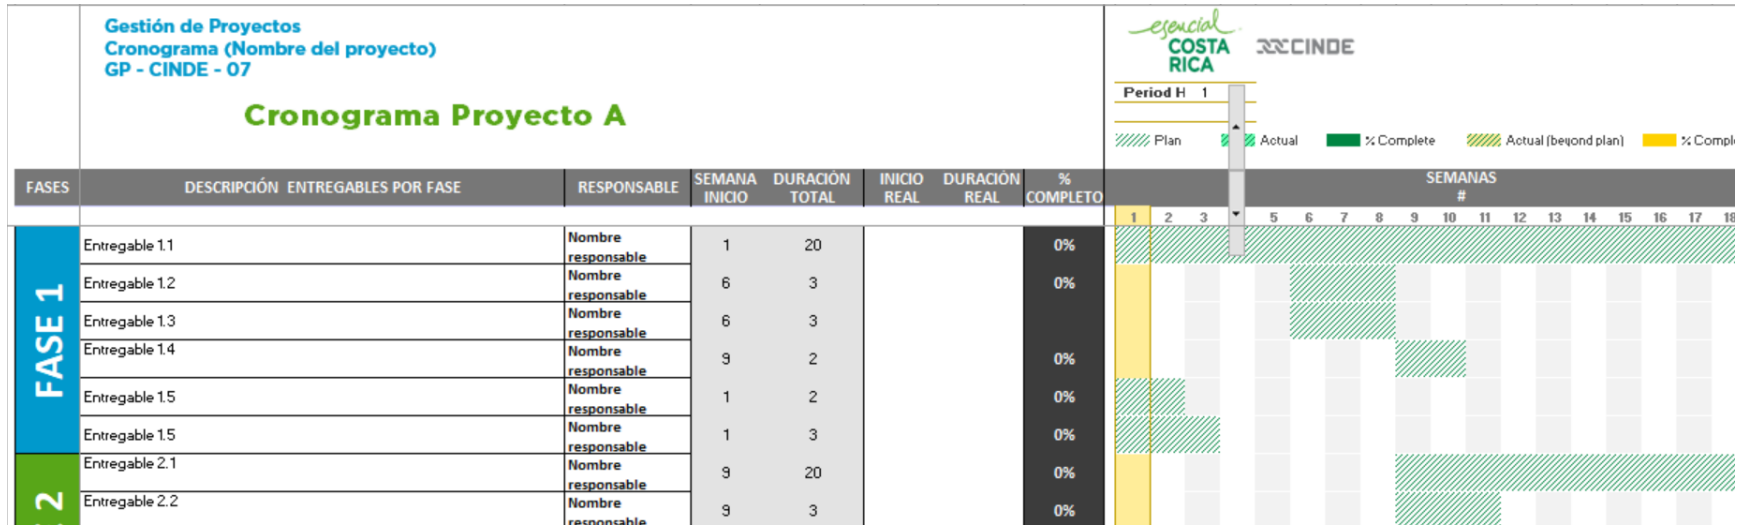 Gestión de Proyectos
Cronograma (Nombre del proyecto)
GP - CINDE - 07
Cronograma Proyecto A
esencial
COSTA
RICA
CINDE
Period H 1
Plan Actual % Complete Actual (beyond plan)
FASES DESCRIPCIÓN ENTREGABLES POR FASE RESPONSABLE SEMANA INICIO DURACIÓN TOTAL INICIO REAL DURACIÓN REAL % COMPLETO SEMANAS #
1 2 3 5 6 7 8 9 10 11 12 13 14 15 16 17 18
FASE 1
Entregable 1.1 Nombre responsable 1 20 0%
Entregable 1.2 Nombre responsable 6 3 0%
Entregable 1.3 Nombre responsable 6 3
Entregable 1.4 Nombre responsable 9 2 0%
Entregable 1.5 Nombre responsable 1 2 0%
Entregable 1.5 Nombre responsable 1 3 0%
2
Entregable 2.1 Nombre responsable 9 20 0%
Entregable 2.2 Nombre responsable 9 3 0%